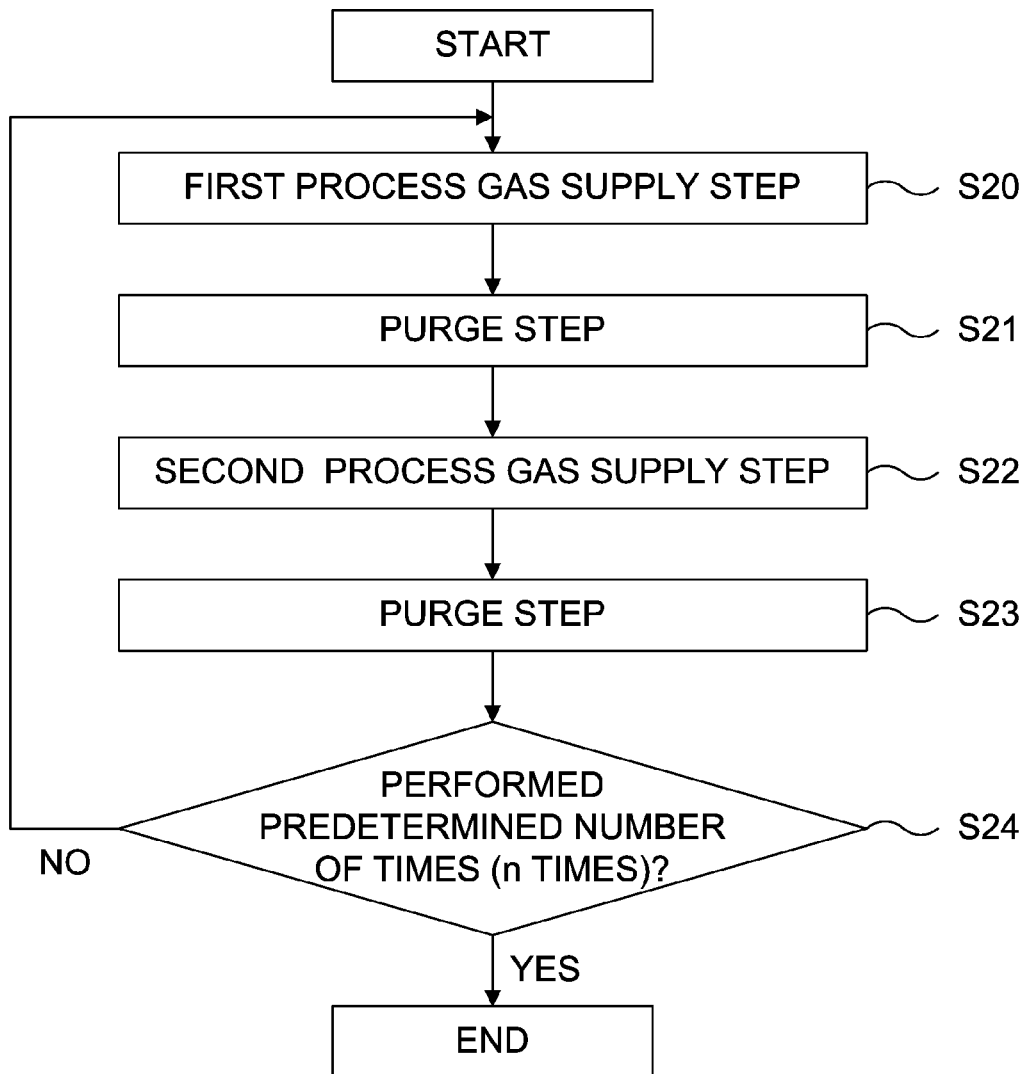 START
FIRST PROCESS GAS SUPPLY STEP
S20
PURGE STEP
S21
SECOND PROCESS GAS SUPPLY STEP
S22
PURGE STEP
S23
PERFORMED
PREDETERMINED NUMBER
OF TIMES (n TIMES)?
S24
NO
YES
END